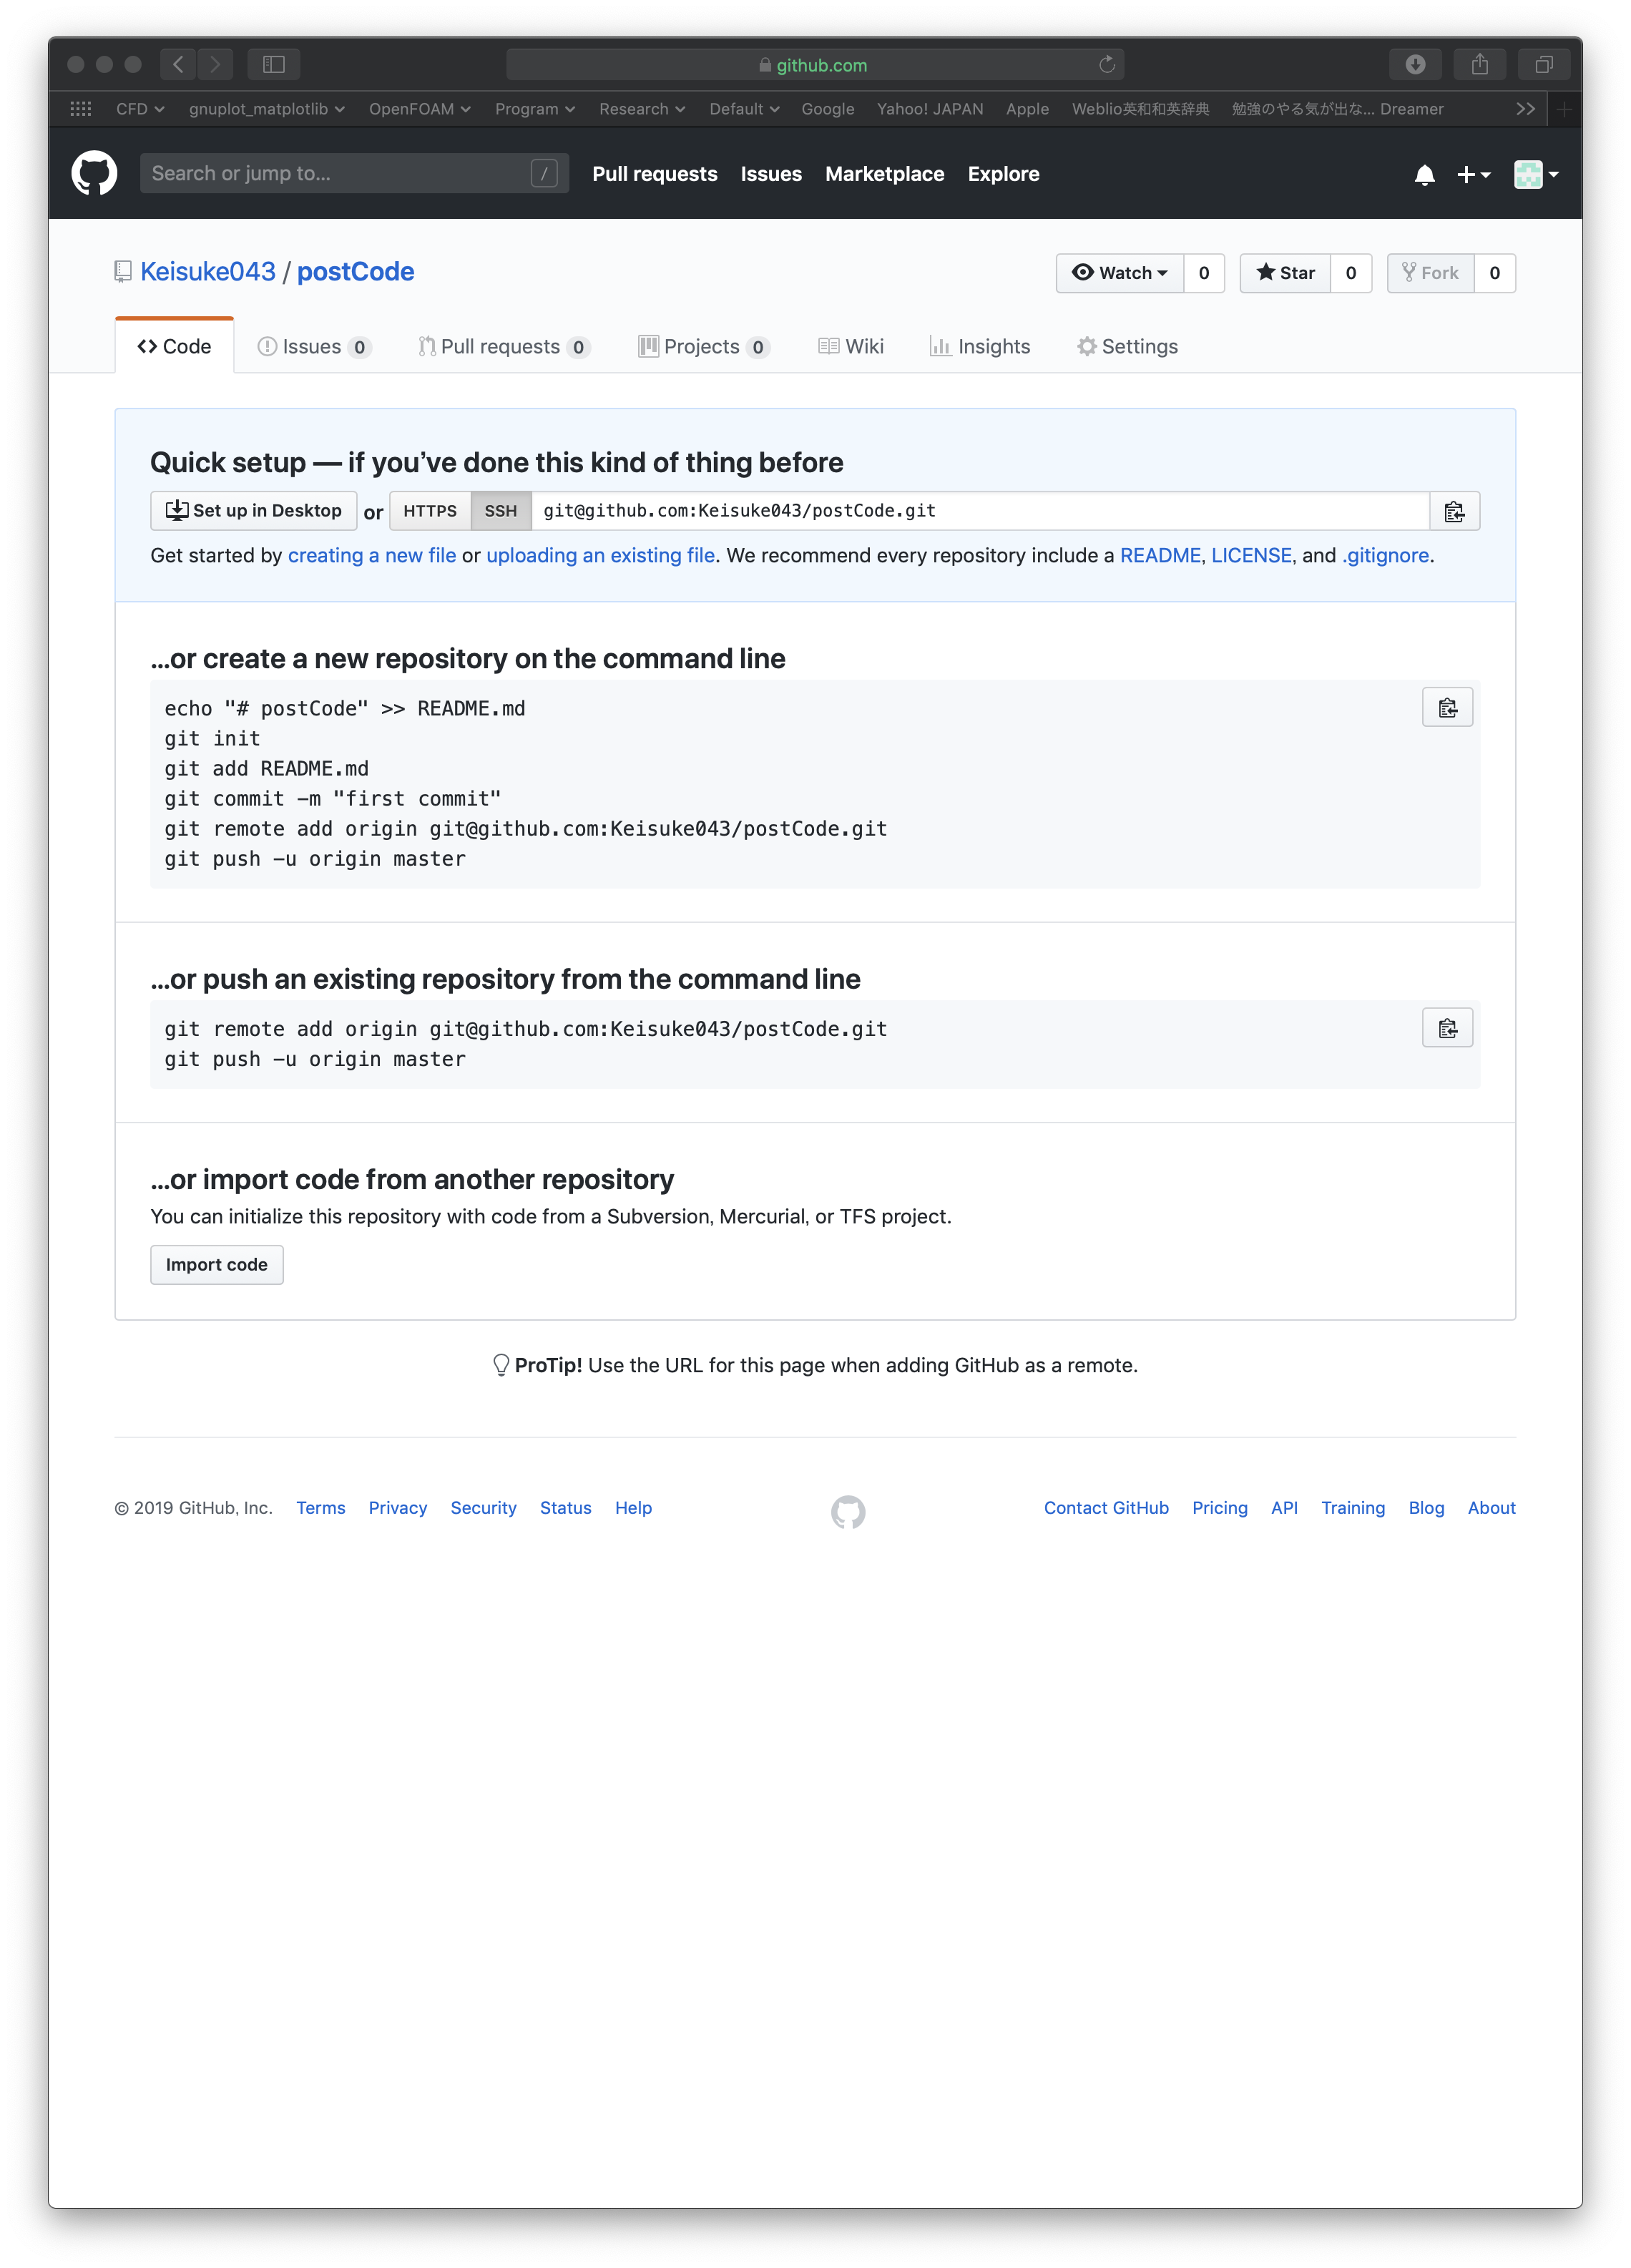 github.com
CFD gnuplot_matplotlib OpenFOAM Program Research Default Google Yahoo! JAPAN Apple Weblio英和和英辞典 勉強のやる気が出な... Dreamer
Search or jump to... / Pull requests Issues Marketplace Explore
Keisuke043 / postCode Watch 0 Star 0 Fork 0
Code Issues 0 Pull requests 0 Projects 0 Wiki Insights Settings
Quick setup — if you’ve done this kind of thing before
Set up in Desktop or HTTPS SSH git@github.com:Keisuke043/postCode.git
Get started by creating a new file or uploading an existing file. We recommend every repository include a README, LICENSE, and .gitignore.
…or create a new repository on the command line
echo "# postCode" >> README.md
git init
git add README.md
git commit -m "first commit"
git remote add origin git@github.com:Keisuke043/postCode.git
git push -u origin master
…or push an existing repository from the command line
git remote add origin git@github.com:Keisuke043/postCode.git
git push -u origin master
…or import code from another repository
You can initialize this repository with code from a Subversion, Mercurial, or TFS project.
Import code
ProTip! Use the URL for this page when adding GitHub as a remote.
© 2019 GitHub, Inc. Terms Privacy Security Status Help Contact GitHub Pricing API Training Blog About